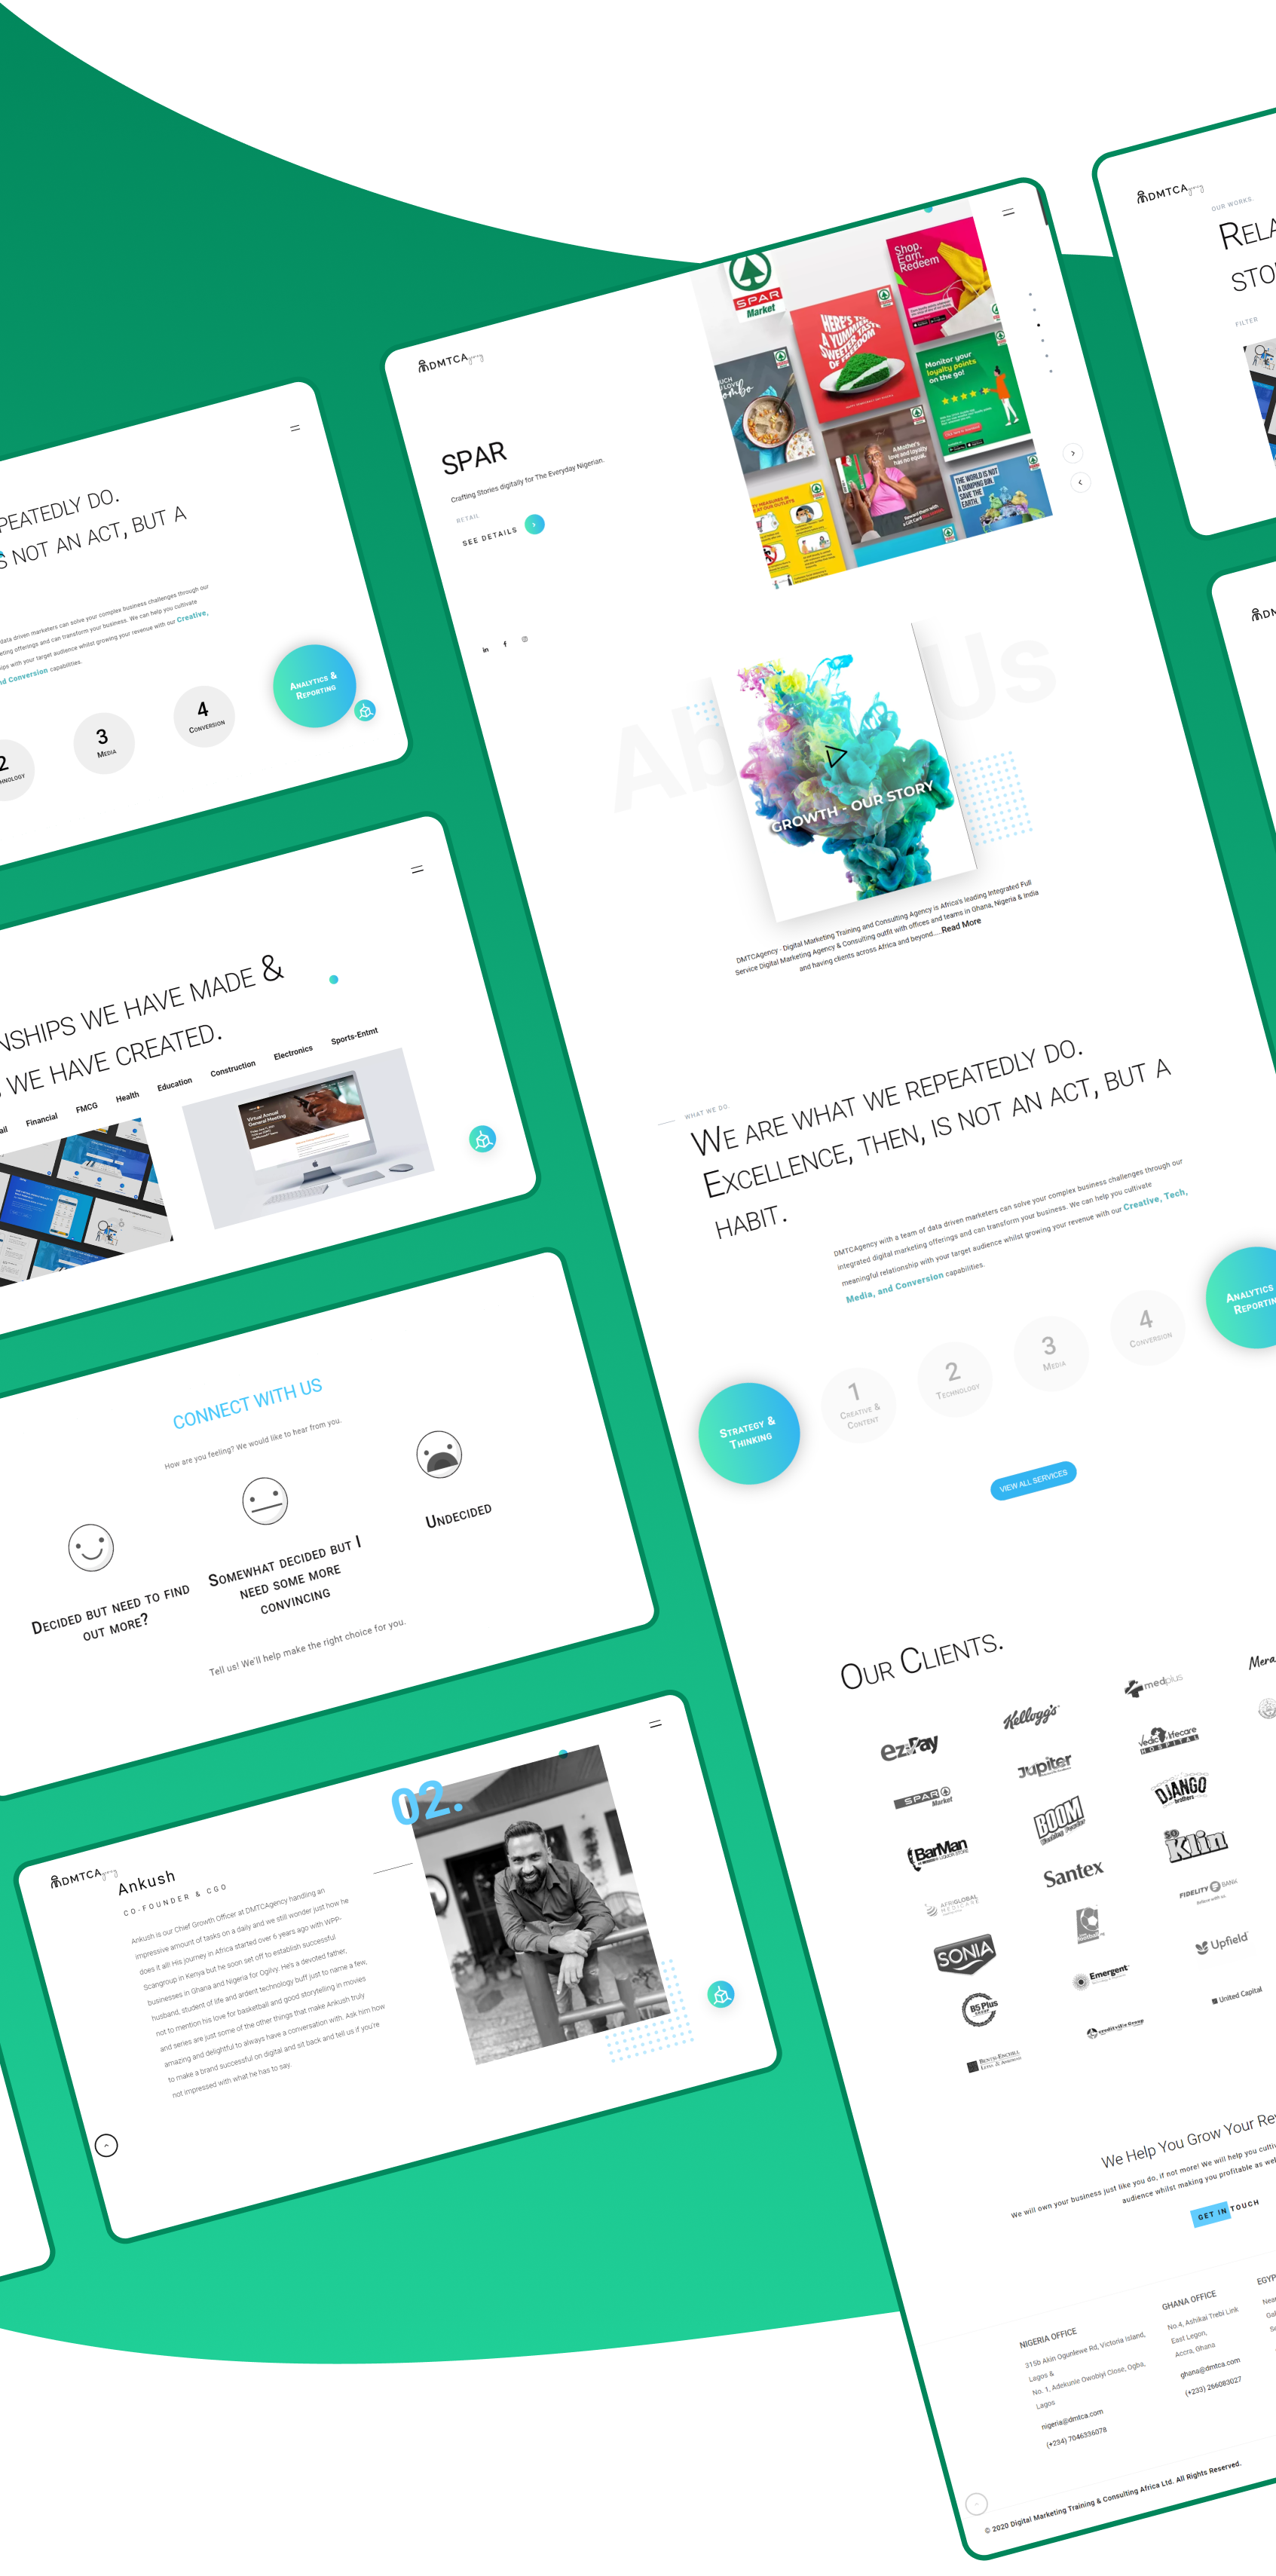 DMTCAgency
SPAR
Crafting Stories digitally for The Everyday Nigerian.
RETAIL
SEE DETAILS
SPAR
Market
Shop.
Earn.
Redeem
HERE'S TO
A YUMMING
SWEETER TASTE
OF FREEDOM
Monitor your
loyalty points
on the go!
A Mother's
love and loyalty
has no equal.
THE WORLD IS NOT
A DUMPING BIN.
SAVE THE
EARTH.
About Us
GROWTH - OUR STORY
DMTCAgency - Digital Marketing Training and Consulting Agency is Africa's leading Integrated Full
Service Digital Marketing Agency & Consulting outfit with offices and teams in Ghana, Nigeria & India
and having clients across Africa and beyond.....Read More
WHAT WE DO.
WE ARE WHAT WE REPEATEDLY DO.
EXCELLENCE, THEN, IS NOT AN ACT, BUT A
HABIT.
DMTCAgency with a team of data driven marketers can solve your complex business challenges through our
integrated digital marketing offerings and can transform your business. We can help you cultivate
meaningful relationship with your target audience whilst growing your revenue with our Creative, Tech,
Media, and Conversion capabilities.
STRATEGY &
THINKING
1
CREATIVE &
CONTENT
2
TECHNOLOGY
3
MEDIA
4
CONVERSION
ANALYTICS
REPORTIN
VIEW ALL SERVICES
OUR CLIENTS.
ezPay
Kellogg's
medplus
Mera
SPAR
Market
Jupiter
vedic lifecare
HOSPITAL
BarMan
LIQUOR STORE
BOOM
DJANGO
brothers
AFRIGLOBAL
MEDICARE
Santex
SO
Klin
SONIA
FIDELITY BANK
B5 Plus
Emergent
Upfield
United Capital
We Help You Grow Your Re
We will own your business just like you do, if not more! We will help you culti
audience whilst making you profitable as we
GET IN TOUCH
NIGERIA OFFICE
315b Akin Ogunlewe Rd, Victoria Island,
Lagos &
No. 1, Adekunle Owobiyi Close, Ogba,
Lagos
nigeria@dmtca.com
(+234) 7046336078
GHANA OFFICE
No.4, Ashikai Trebi Link
East Legon,
Accra, Ghana
ghana@dmtca.com
(+233) 266083027
EGYP
Near
© 2020 Digital Marketing Training & Consulting Africa Ltd. All Rights Reserved.
PEATEDLY DO.
S NOT AN ACT, BUT A
data driven marketers can solve your complex business challenges through our
eting offerings and can transform your business. We can help you cultivate
ips with your target audience whilst growing your revenue with our Creative,
nd Conversion capabilities.
2
HNOLOGY
3
MEDIA
4
CONVERSION
ANALYTICS &
REPORTING
NSHIPS WE HAVE MADE &
WE HAVE CREATED.
ail
Financial
FMCG
Health
Education
Construction
Electronics
Sports-Entmt
Virtual Annual
General Meeting
CONNECT WITH US
How are you feeling? We would like to hear from you.
DECIDED BUT NEED TO FIND
OUT MORE?
SOMEWHAT DECIDED BUT I
NEED SOME MORE
CONVINCING
UNDECIDED
Tell us! We'll help make the right choice for you.
DMTCAgency
Ankush
CO-FOUNDER & CGO
02.
Ankush is our Chief Growth Officer at DMTCAgency handling an
impressive amount of tasks on a daily and we still wonder just how he
does it all! His journey in Africa started over 6 years ago with WPP-
Scangroup in Kenya but he soon set off to establish successful
businesses in Ghana and Nigeria for Ogilvy. He's a devoted father,
husband, student of life and ardent technology buff just to name a few,
not to mention his love for basketball and good storytelling in movies
and series are just some of the other things that make Ankush truly
amazing and delightful to always have a conversation with. Ask him how
to make a brand successful on digital and sit back and tell us if you're
not impressed with what he has to say.
DMTCAgency
OUR WORKS.
RELA
STO
FILTER
DM